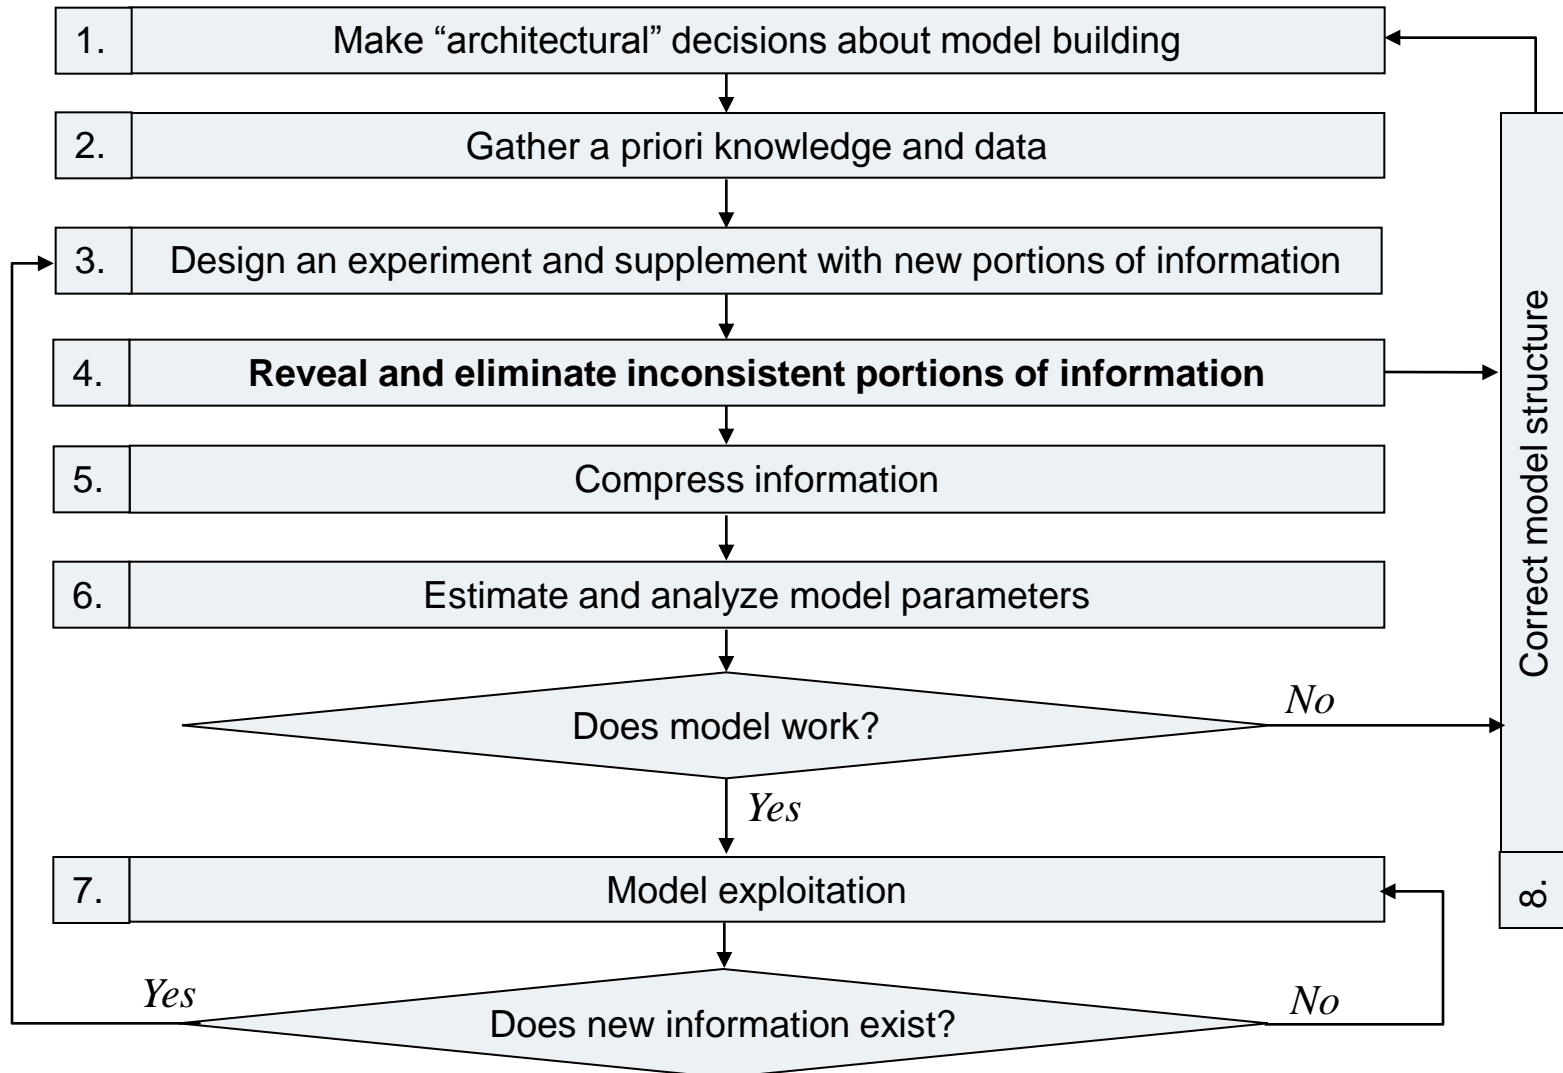 1. Make “architectural” decisions about model building
2. Gather a priori knowledge and data
3. Design an experiment and supplement with new portions of information
4. Reveal and eliminate inconsistent portions of information
5. Compress information
6. Estimate and analyze model parameters
Does model work?
No
Yes
7. Model exploitation
Yes
Does new information exist?
No
8. Correct model structure